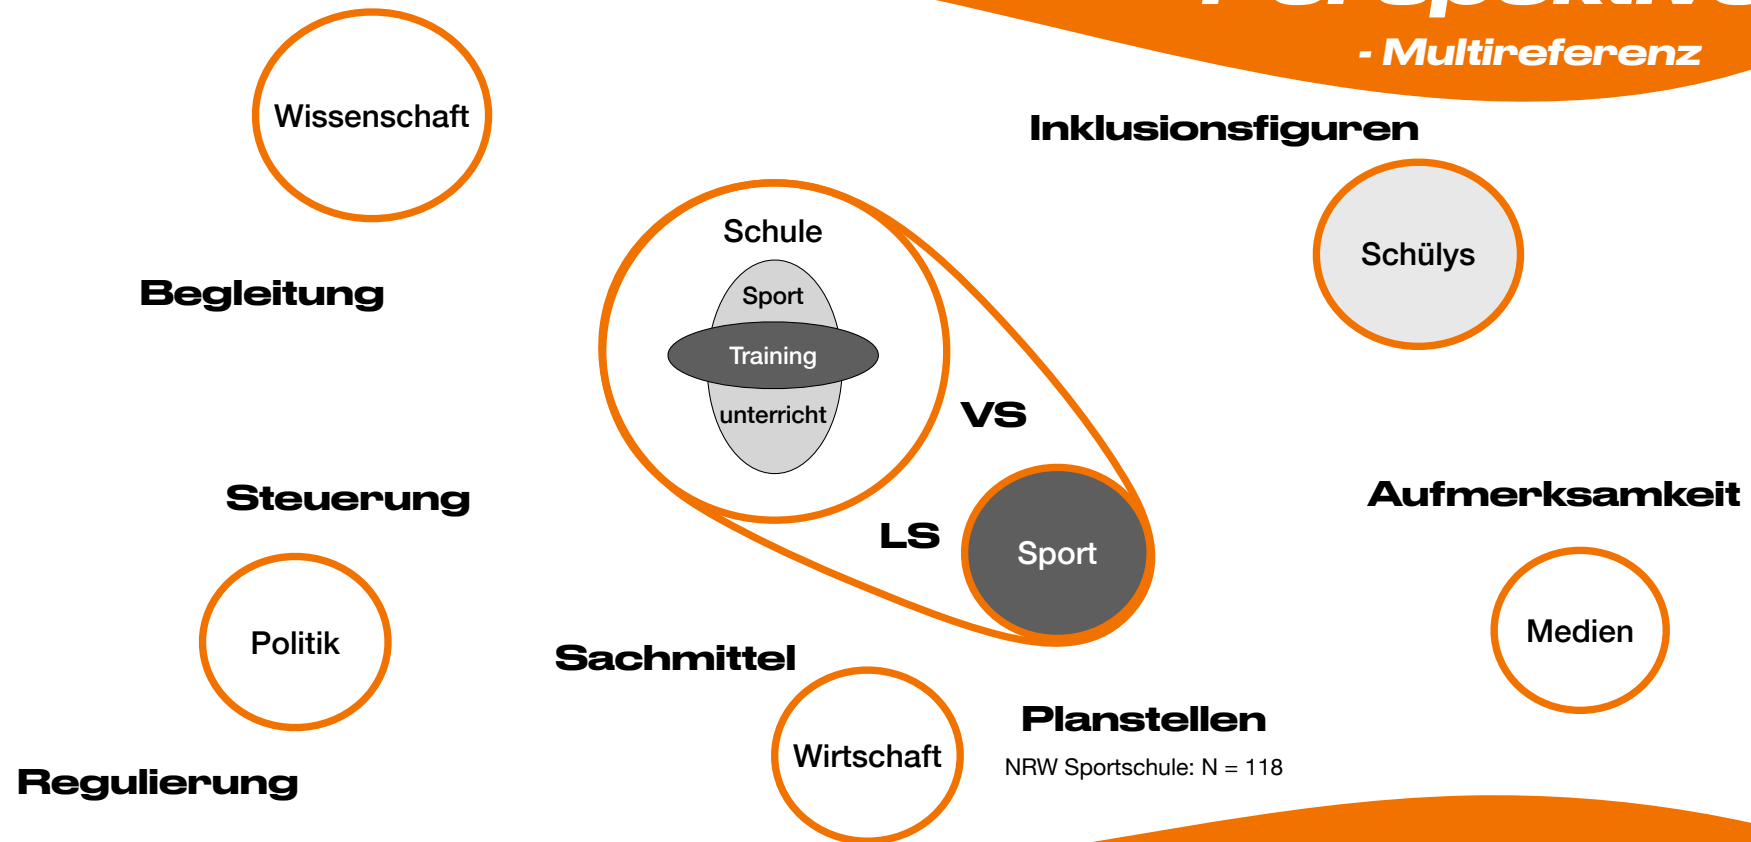 - Multireferenz
Wissenschaft
Inklusionsfiguren
Schule
Schülys
Begleitung
Sport
Training
unterricht
VS
Steuerung
Aufmerksamkeit
LS
Sport
Politik
Medien
Sachmittel
Planstellen
Wirtschaft
NRW Sportschule: N = 118
Regulierung